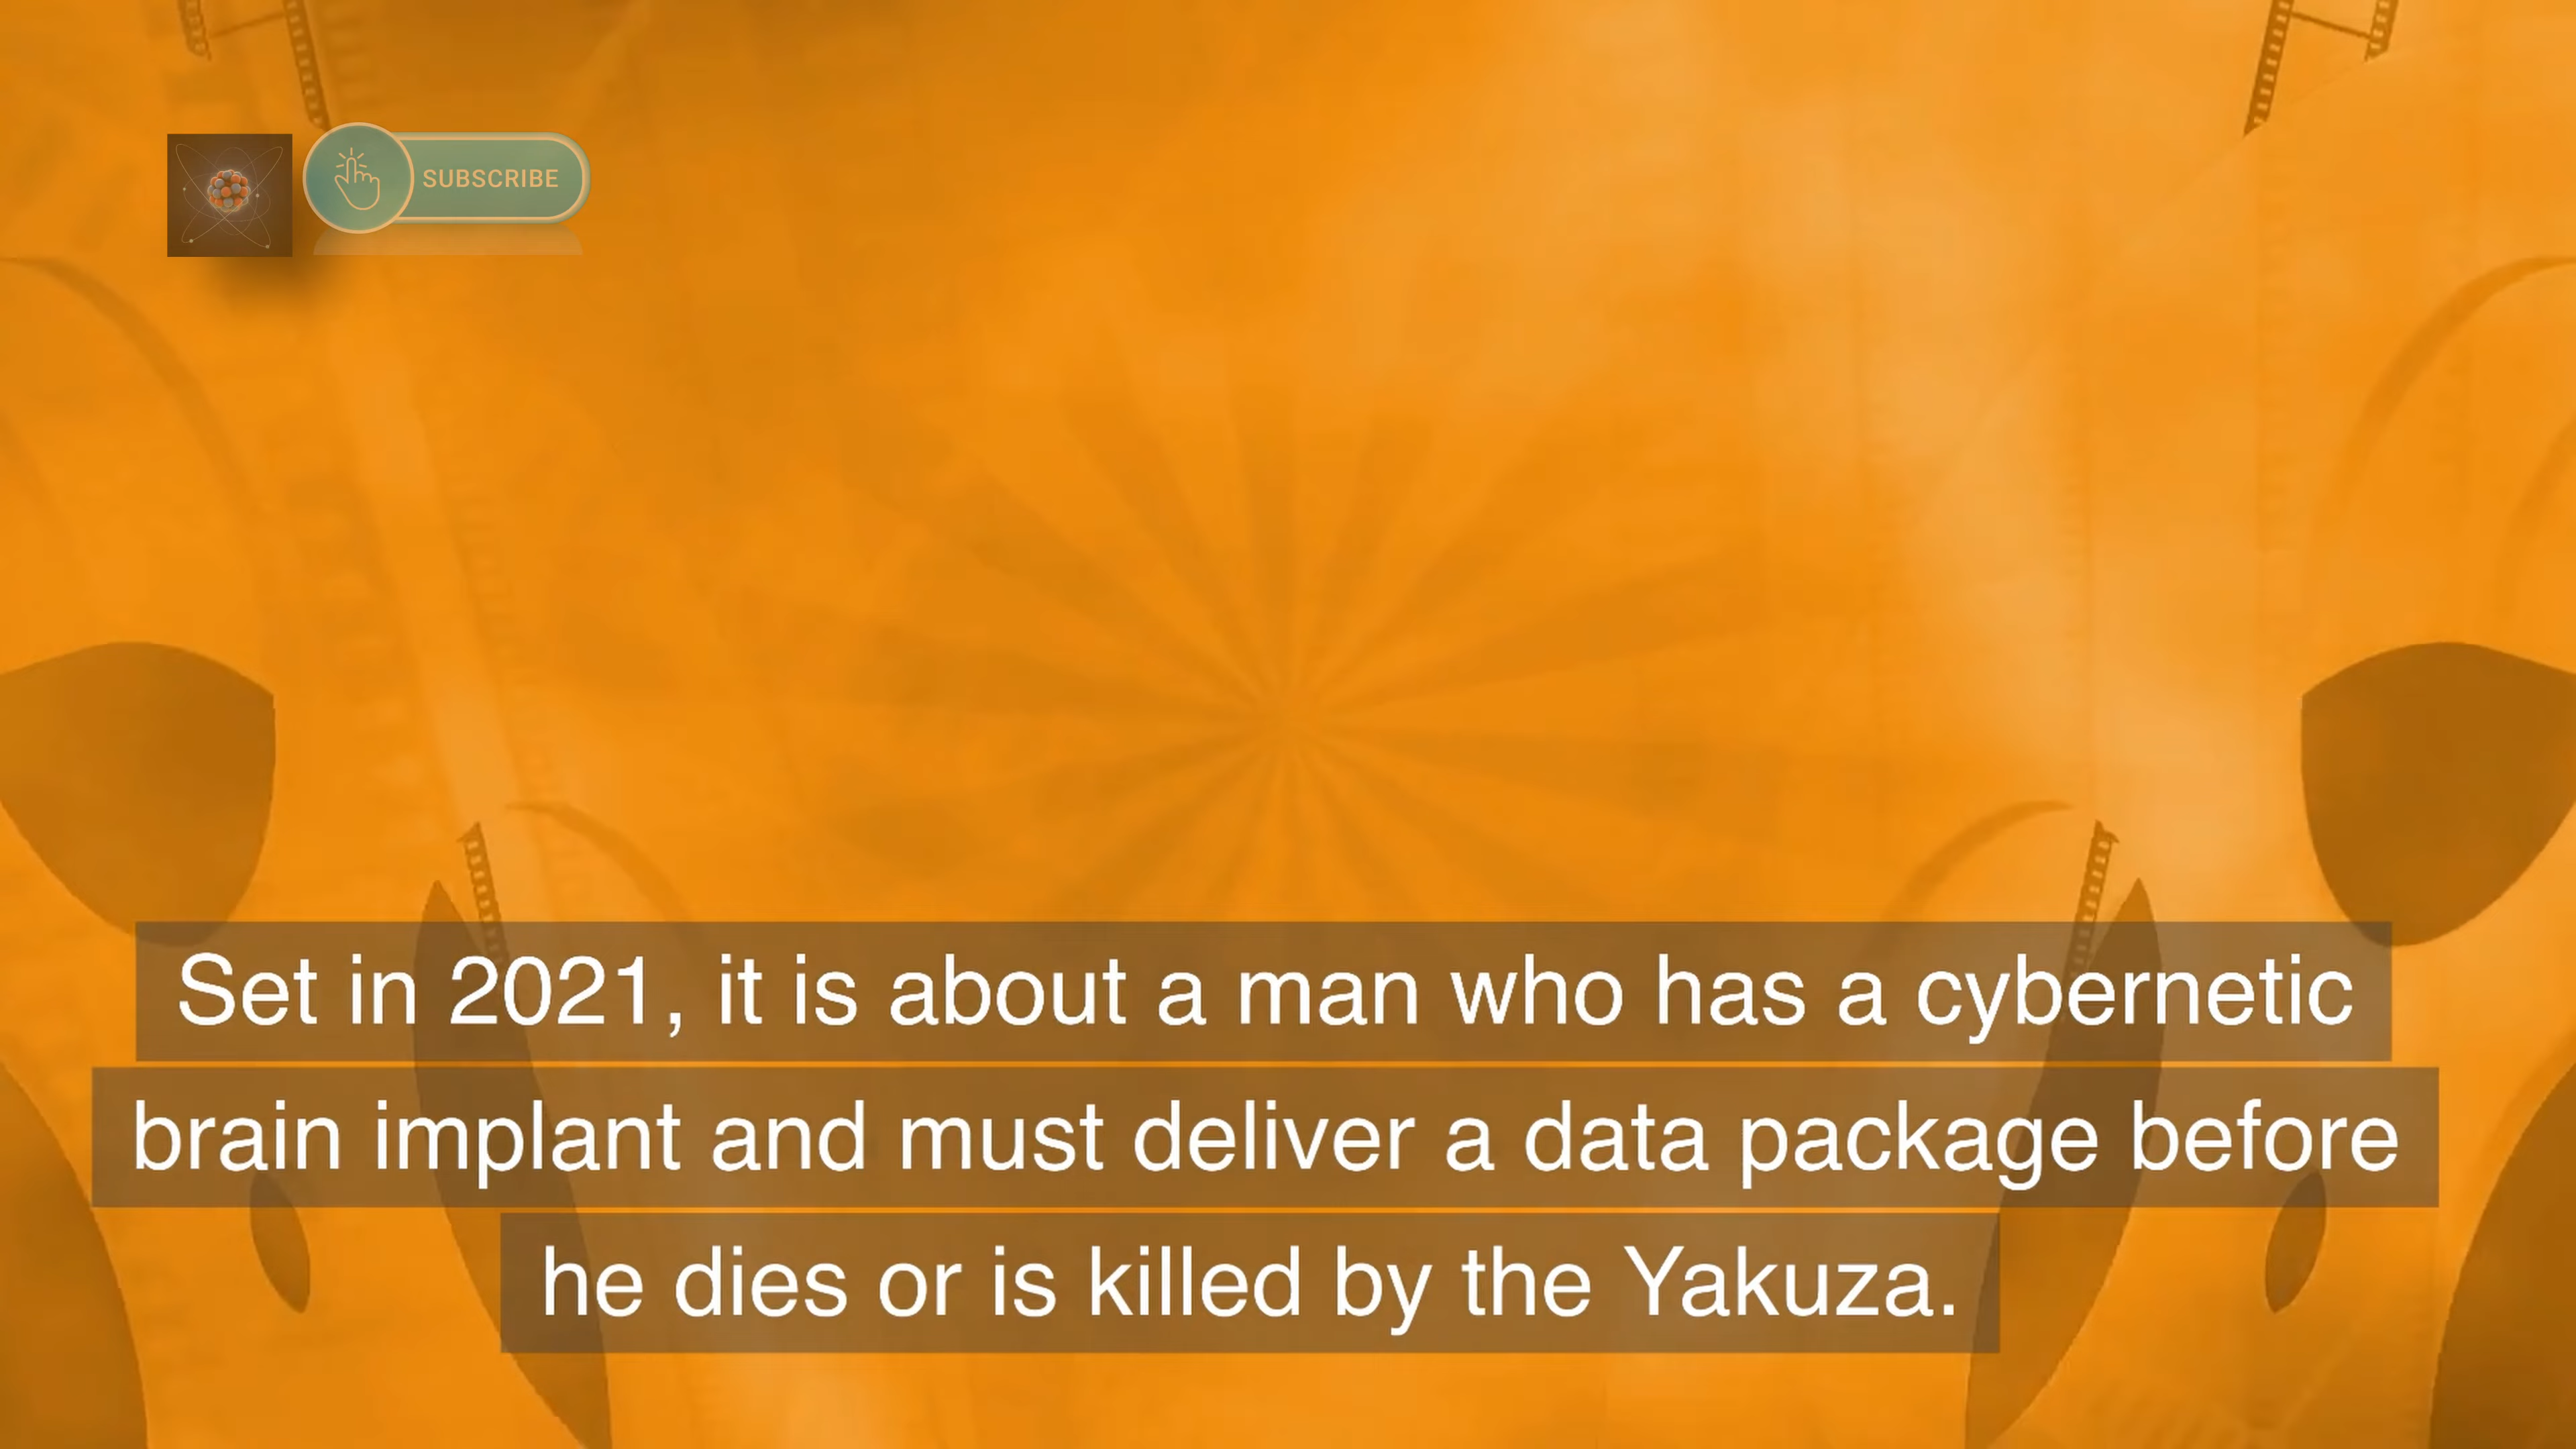 SUBSCRIBE
Set in 2021, it is about a man who has a cybernetic
brain implant and must deliver a data package before
he dies or is killed by the Yakuza.